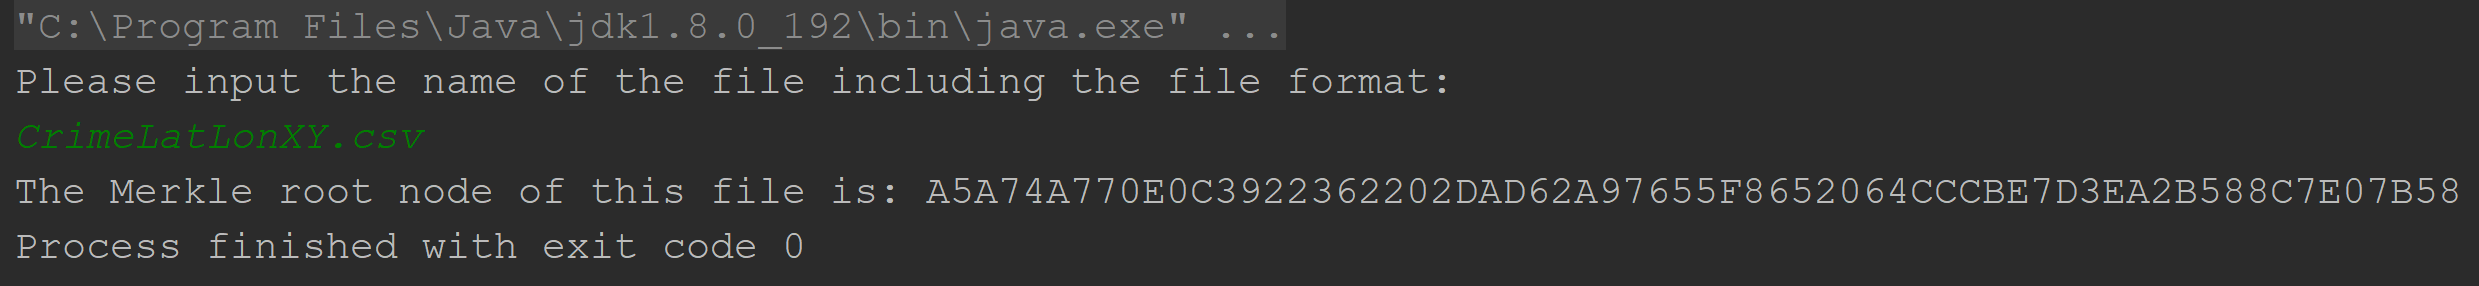 "C:\Program Files\Java\jdk1.8.0_192\bin\java.exe" ...
Please input the name of the file including the file format:
CrimeLatLonXY.csv
The Merkle root node of this file is: A5A74A770E0C3922362202DAD62A97655F8652064CCCBE7D3EA2B588C7E07B58
Process finished with exit code 0